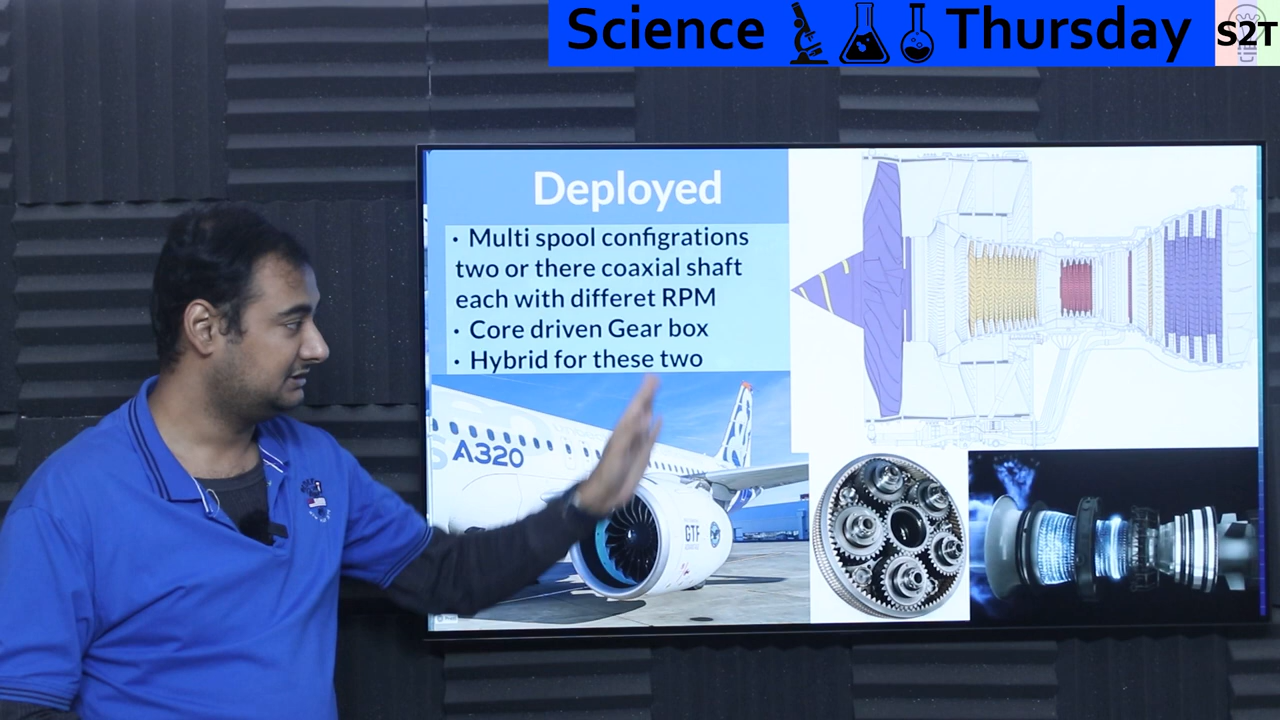 Science Thursday
S2T
Deployed
· Multi spool configrations
two or there coaxial shaft
each with differet RPM
· Core driven Gear box
· Hybrid for these two
A320
GTF